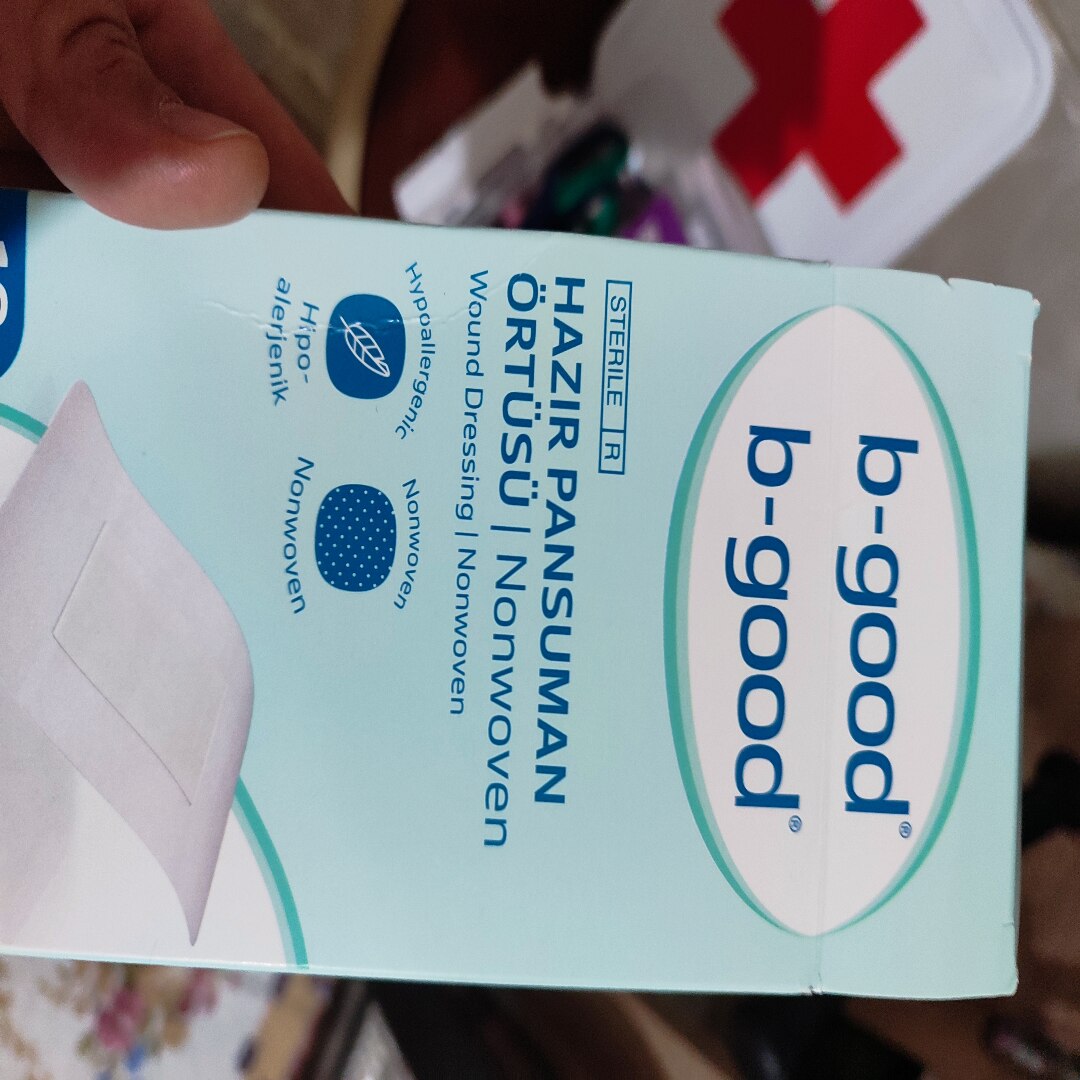 b-good®
b-good®
STERILE R
HAZIR PANSUMAN
ÖRTÜSÜ | Nonwoven
Wound Dressing | Nonwoven
Hypoallergenic
Hipo-
alerjenik
Nonwoven
Nonwoven